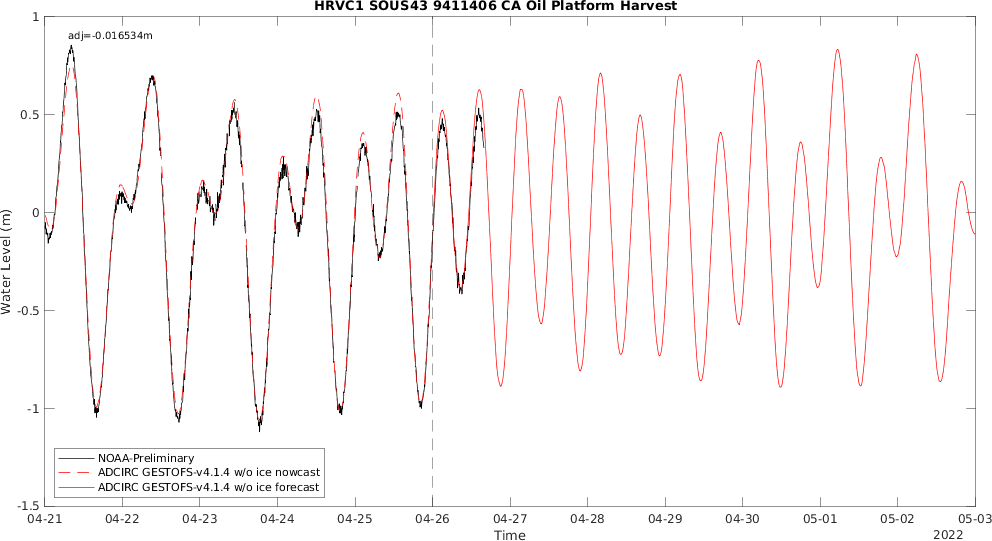 HRVC1 SOUS43 9411406 CA Oil Platform Harvest
adj=-0.016534m
1
0.5
0
-0.5
-1
-1.5
Water Level (m)
NOAA-Preliminary
ADCIRC GESTOFS-v4.1.4 w/o ice nowcast
ADCIRC GESTOFS-v4.1.4 w/o ice forecast
04-21 04-22 04-23 04-24 04-25 04-26 04-27 04-28 04-29 04-30 05-01 05-02 05-03
Time
2022